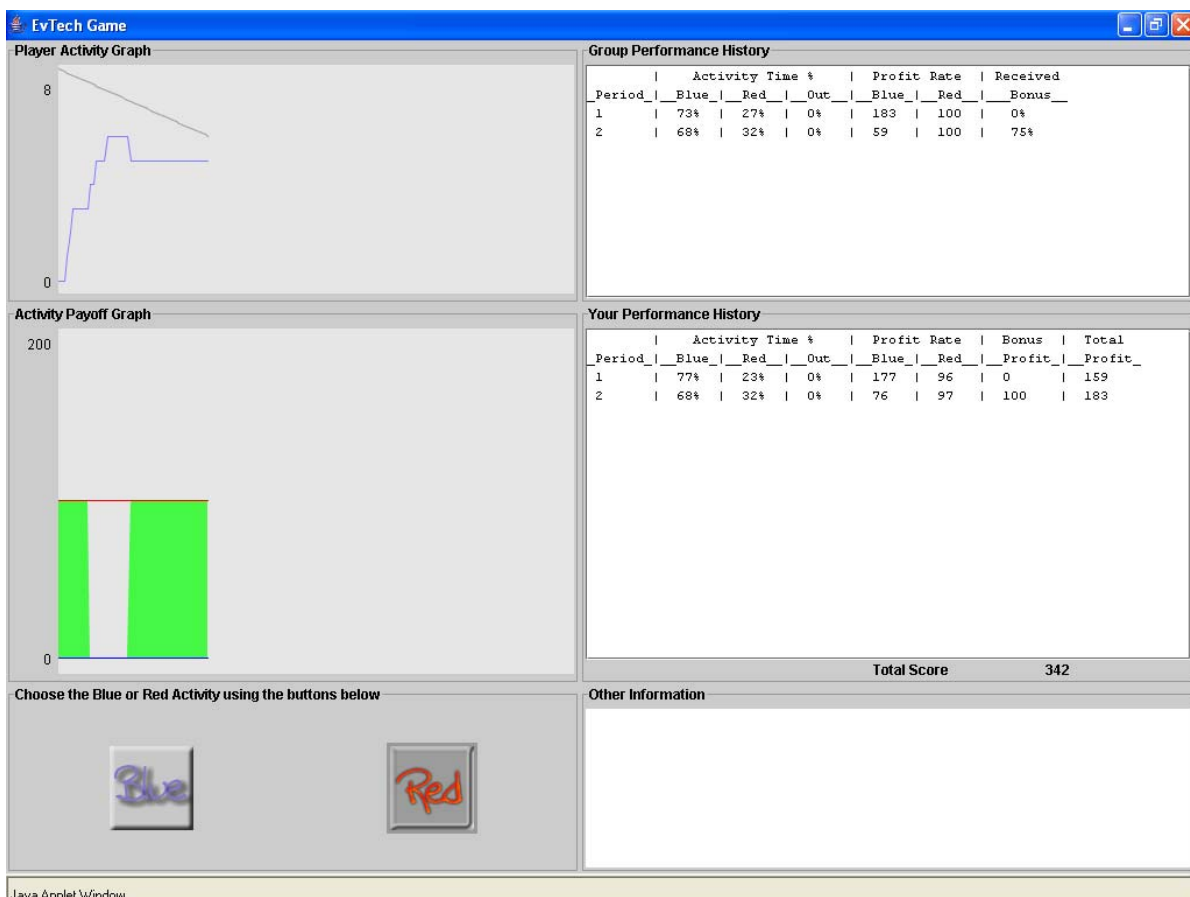 EvTech Game
Player Activity Graph
8
0
Group Performance History
| Activity Time % | Profit Rate | Received
_Period_|__Blue_|__Red__|__Out__|__Blue_|__Red__|___Bonus__
1 | 73% | 27% | 0% | 183 | 100 | 0%
2 | 68% | 32% | 0% | 59 | 100 | 75%
Activity Payoff Graph
200
0
Your Performance History
| Activity Time % | Profit Rate | Bonus | Total
_Period_|__Blue_|__Red__|__Out__|__Blue_|__Red__|__Profit_|__Profit_
1 | 77% | 23% | 0% | 177 | 96 | 0 | 159
2 | 68% | 32% | 0% | 76 | 97 | 100 | 183
Total Score 342
Choose the Blue or Red Activity using the buttons below
Blue
Red
Other Information
Java Applet Window